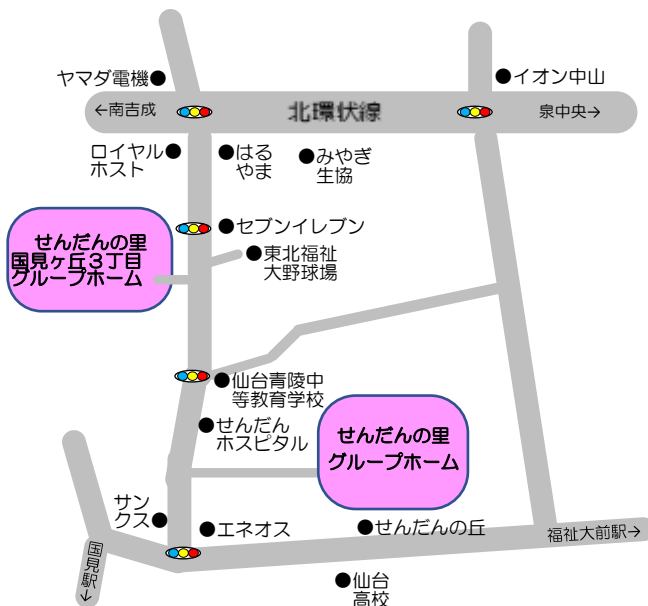 ヤマダ電機●
●イオン中山
←南吉成
北環状線
泉中央→
ロイヤル●
ホスト
●はる
やま
●みやぎ
生協
●セブンイレブン
せんだんの里
国見ヶ丘3丁目
グループホーム
●東北福祉
大野球場
●仙台青陵中
等教育学校
●せんだん
ホスピタル
せんだんの里
グループホーム
サン
クス●
●エネオス
●せんだんの丘
福祉大前駅→
国見駅→
●仙台
高校